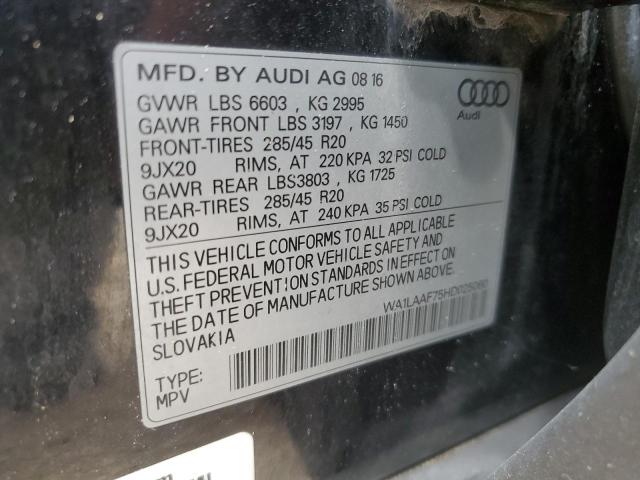 MFD. BY AUDI AG 08 16
GVWR LBS 6603 , KG 2995
GAWR FRONT LBS 3197 , KG 1450
FRONT-TIRES 285/45 R20
9JX20 RIMS, AT 220 KPA 32 PSI COLD
GAWR REAR LBS3803 , KG 1725
REAR-TIRES 285/45 R20
9JX20 RIMS, AT 240 KPA 35 PSI COLD
Audi
THIS VEHICLE CONFORMS TO ALL APPLICABLE
U.S. FEDERAL MOTOR VEHICLE SAFETY AND
THEFT PREVENTION STANDARDS IN EFFECT ON
THE DATE OF MANUFACTURE SHOWN ABOVE.
SLOVAKIA
WA1LAAF75HD025060
TYPE:
MPV